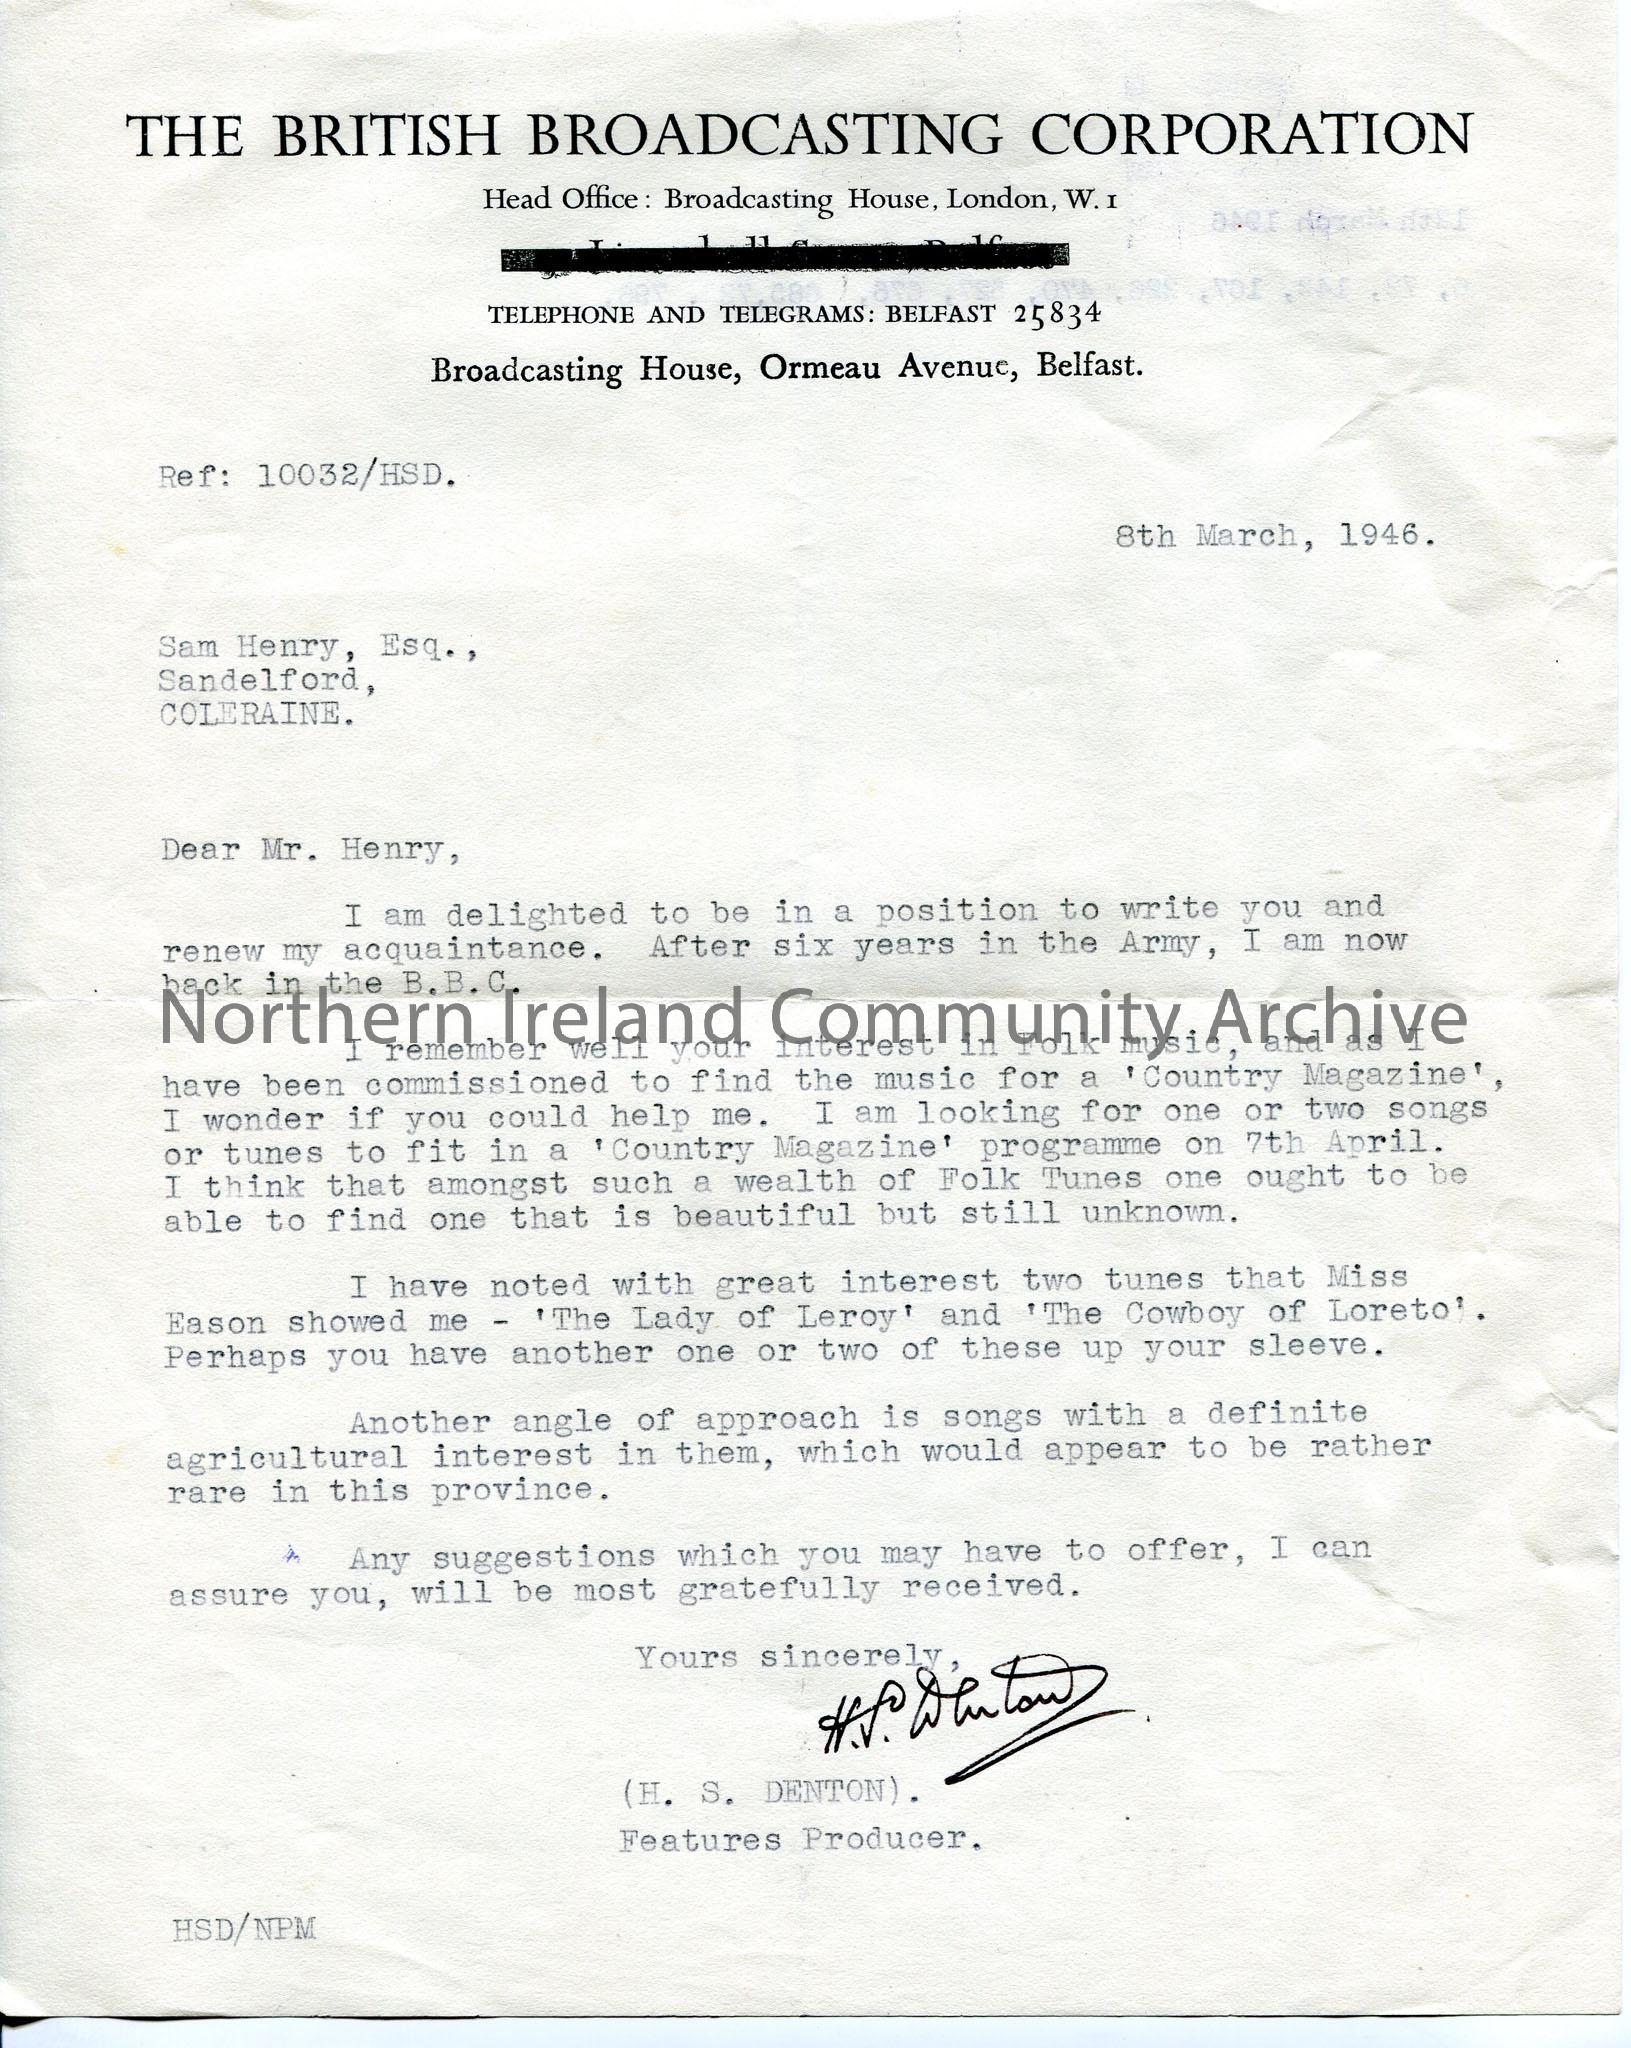 THE BRITISH BROADCASTING CORPORATION
Head Office: Broadcasting House, London, W. 1
TELEPHONE AND TELEGRAMS: BELFAST 25834
Broadcasting House, Ormeau Avenue, Belfast.
Ref: 10032/HSD.
8th March, 1946.
Sam Henry, Esq.,
Sandelford,
COLERAINE.
Dear Mr. Henry,
I am delighted to be in a position to write you and
renew my acquaintance. After six years in the Army, I am now
back in the B.B.C.
Northern Ireland Community Archive
I remember well your interest in Folk music, and as I
have been commissioned to find the music for a 'Country Magazine',
I wonder if you could help me. I am looking for one or two songs
or tunes to fit in a 'Country Magazine' programme on 7th April.
I think that amongst such a wealth of Folk Tunes one ought to be
able to find one that is beautiful but still unknown.
I have noted with great interest two tunes that Miss
Eason showed me - 'The Lady of Leroy' and 'The Cowboy of Loreto'.
Perhaps you have another one or two of these up your sleeve.
Another angle of approach is songs with a definite
agricultural interest in them, which would appear to be rather
rare in this province.
Any suggestions which you may have to offer, I can
assure you, will be most gratefully received.
Yours sincerely,
H.S. Denton
(H. S. DENTON).
Features Producer.
HSD/NPM